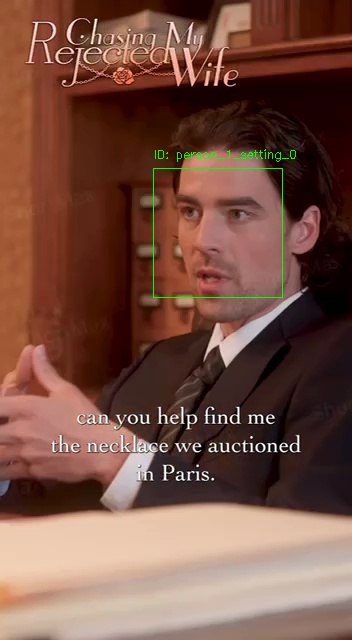 Chasing My
Rejected Wife
ID: person_1_setting_0
can you help find me
the necklace we auctioned
in Paris.